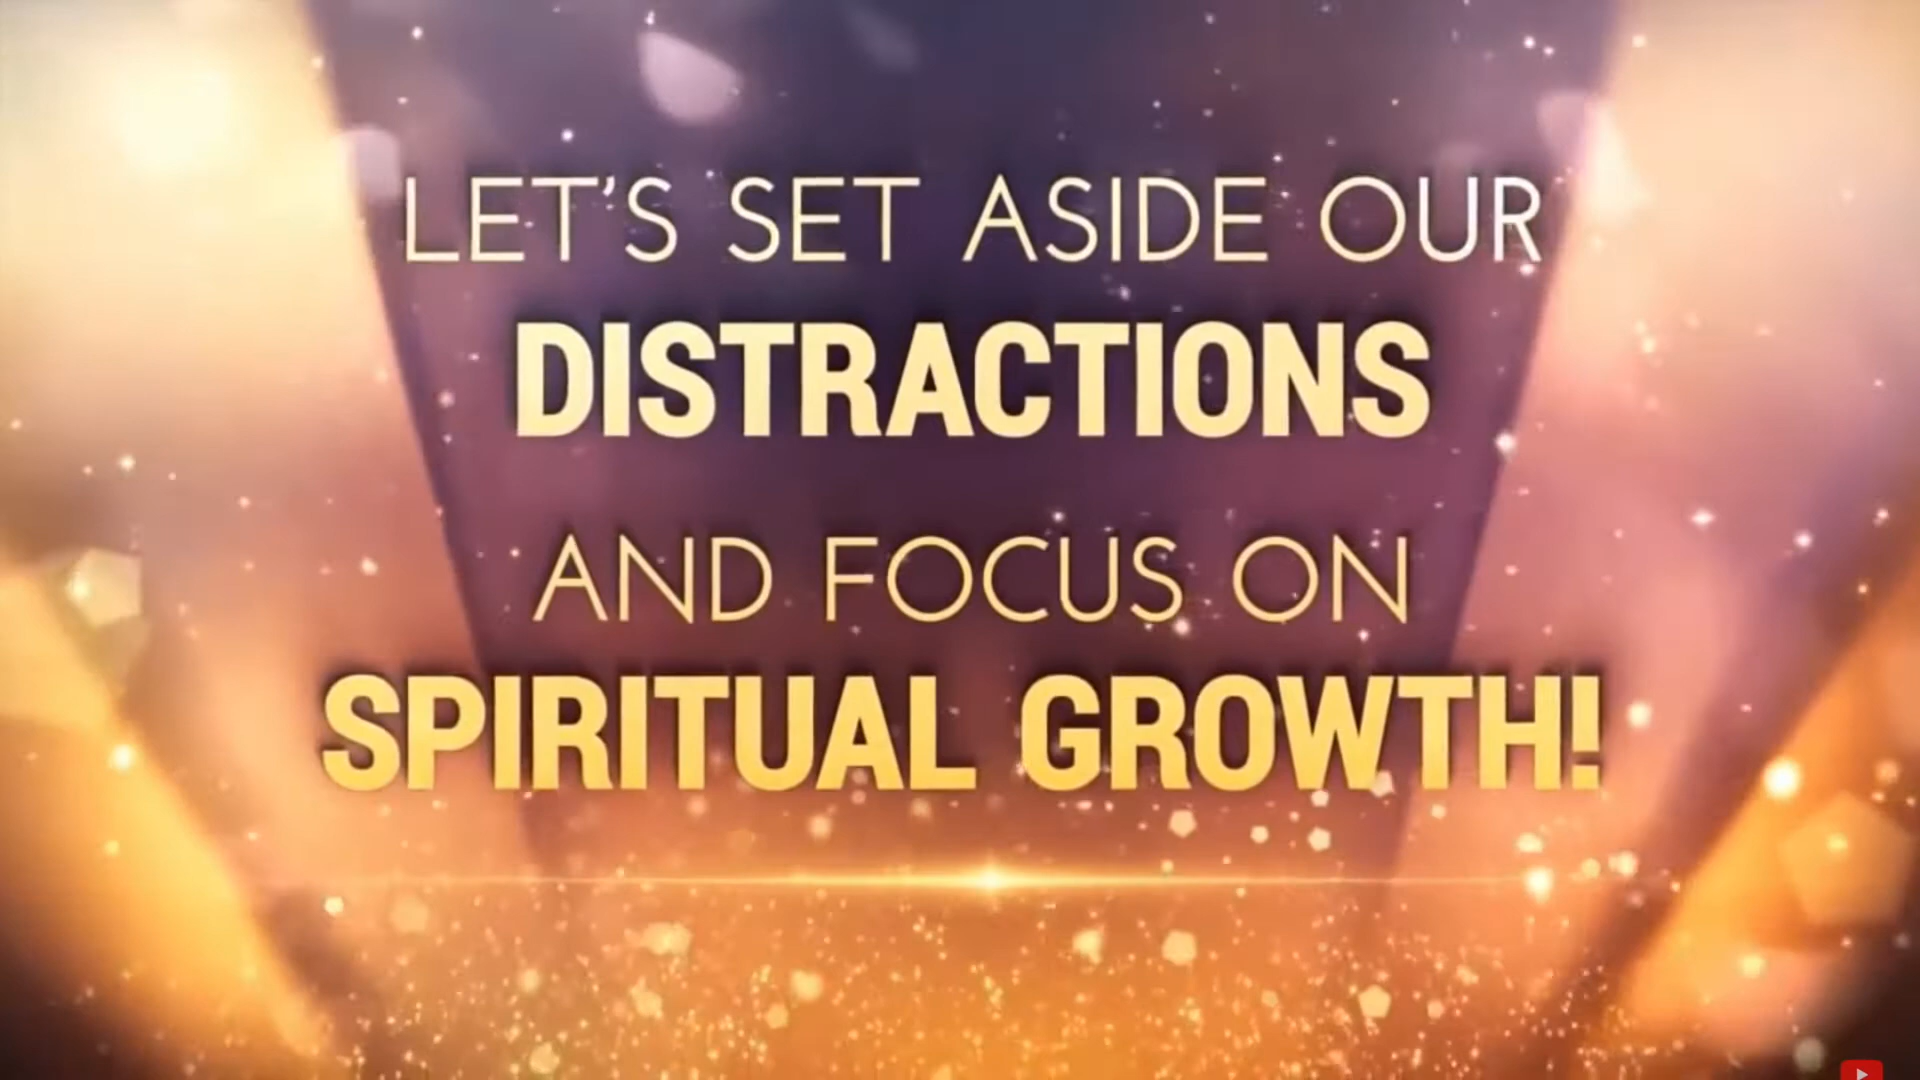 LET'S SET ASIDE OUR
DISTRACTIONS
AND FOCUS ON
SPIRITUAL GROWTH!